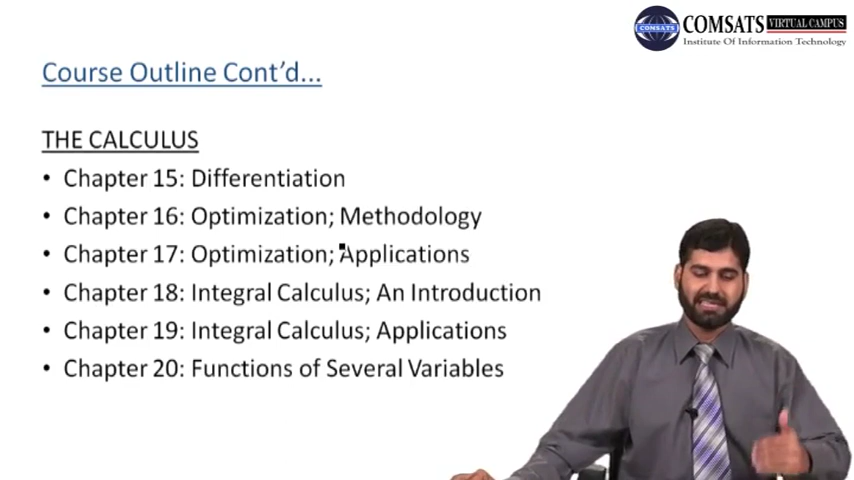 COMSATS VIRTUAL CAMPUS
COMSATS
Institute Of Information Technology
Course Outline Cont'd...
THE CALCULUS
• Chapter 15: Differentiation
• Chapter 16: Optimization; Methodology
• Chapter 17: Optimization; Applications
• Chapter 18: Integral Calculus; An Introduction
• Chapter 19: Integral Calculus; Applications
• Chapter 20: Functions of Several Variables